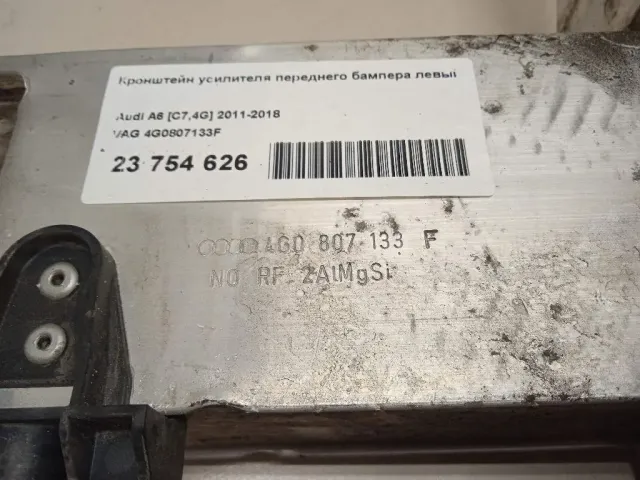 Кронштейн усилителя переднего бампера левый
Audi A6 [C7,4G] 2011-2018
VAG 4G0807133F
23 754 626
4G0 807 133 F
NO RF 2AlMgSi